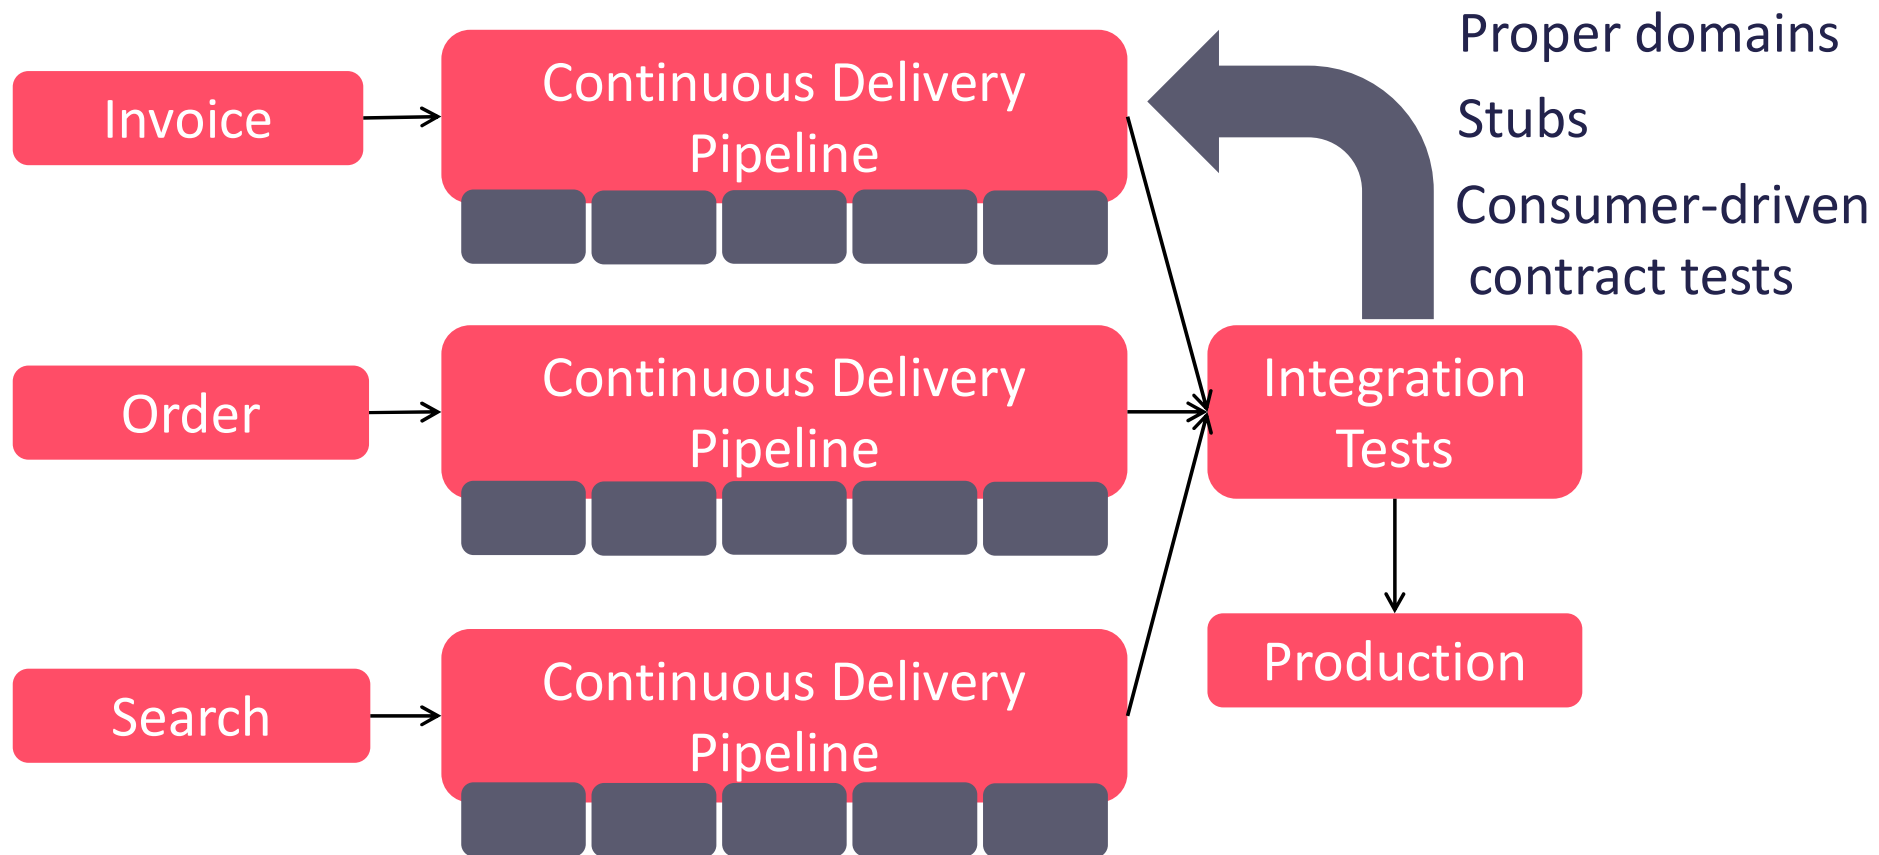 Proper domains
Stubs
Consumer-driven
contract tests
Invoice
Continuous Delivery
Pipeline
Order
Continuous Delivery
Pipeline
Integration
Tests
Search
Continuous Delivery
Pipeline
Production